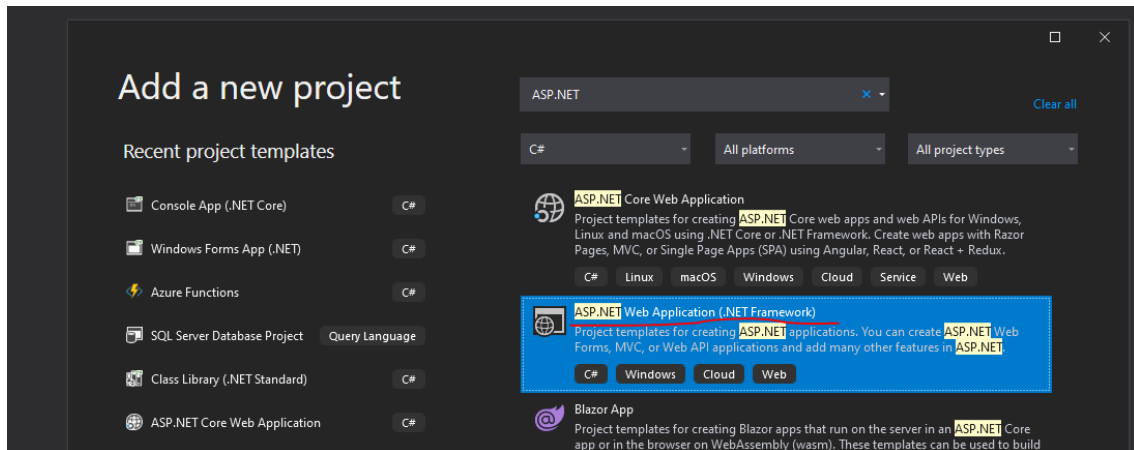 Add a new project
ASP.NET
Clear all
Recent project templates
C#
All platforms
All project types
Console App (.NET Core)
C#
Windows Forms App (.NET)
C#
Azure Functions
C#
SQL Server Database Project
Query Language
Class Library (.NET Standard)
C#
ASP.NET Core Web Application
C#
ASP.NET Core Web Application
Project templates for creating ASP.NET Core web apps and web APIs for Windows,
Linux and macOS using .NET Core or .NET Framework. Create web apps with Razor
Pages, MVC, or Single Page Apps (SPA) using Angular, React, or React + Redux.
C# Linux macOS Windows Cloud Service Web
ASP.NET Web Application (.NET Framework)
Project templates for creating ASP.NET applications. You can create ASP.NET Web
Forms, MVC, or Web API applications and add many other features in ASP.NET.
C# Windows Cloud Web
Blazor App
Project templates for creating Blazor apps that run on the server in an ASP.NET Core
app or in the browser on WebAssembly (wasm). These templates can be used to build